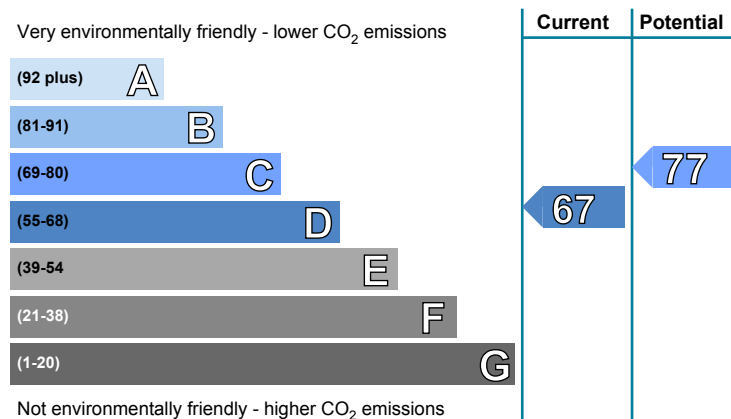 Very environmentally friendly - lower CO₂ emissions
Current
Potential
(92 plus) A
(81-91) B
(69-80) C
77
(55-68) D
67
(39-54 E
(21-38) F
(1-20) G
Not environmentally friendly - higher CO₂ emissions